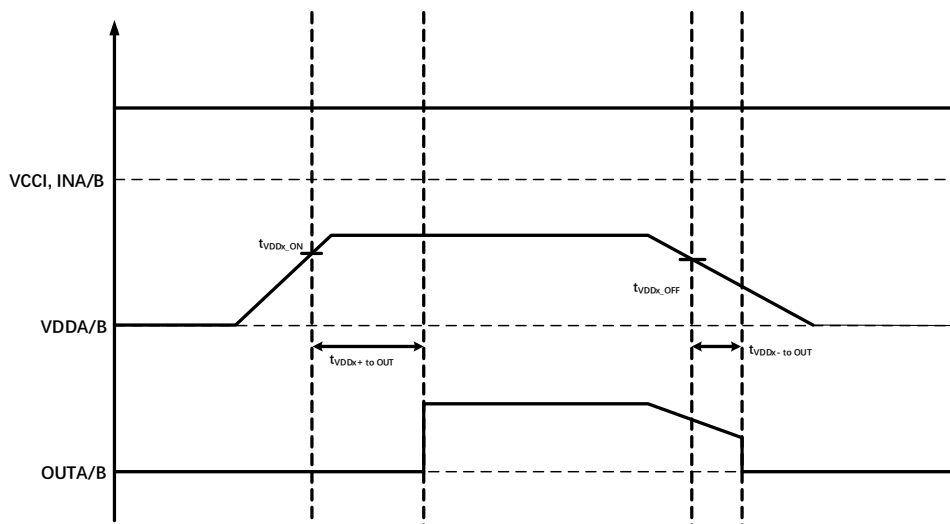 VCCI, INA/B
tVDDx_ON
tVDDx_OFF
VDDA/B
tVDDx+ to OUT
tVDDx- to OUT
OUTA/B